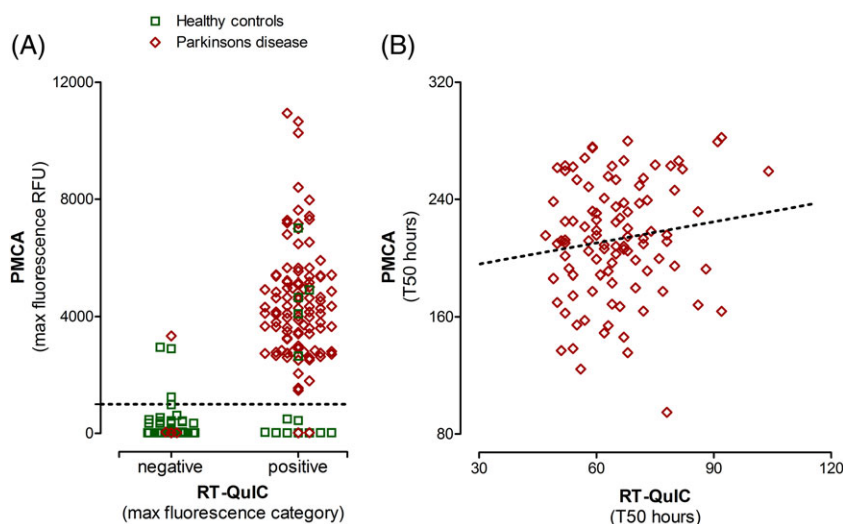 Healthy controls
Parkinsons disease
(A)
12000
8000
4000
0
PMCA
(max fluorescence RFU)
negative
positive
RT-QuIC
(max fluorescence category)
(B)
320
240
160
80
PMCA
(T50 hours)
30
60
90
120
RT-QuIC
(T50 hours)